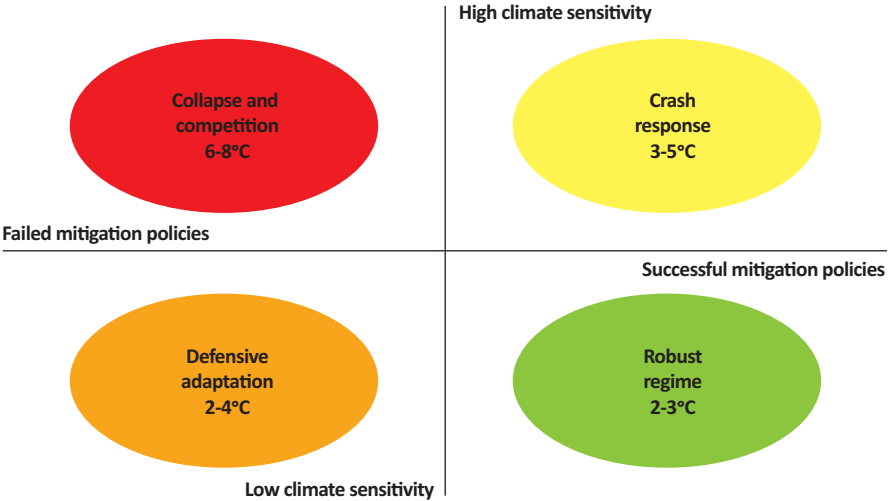 High climate sensitivity
Collapse and
competition
6-8°C
Crash
response
3-5°C
Failed mitigation policies
Successful mitigation policies
Defensive
adaptation
2-4°C
Robust
regime
2-3°C
Low climate sensitivity